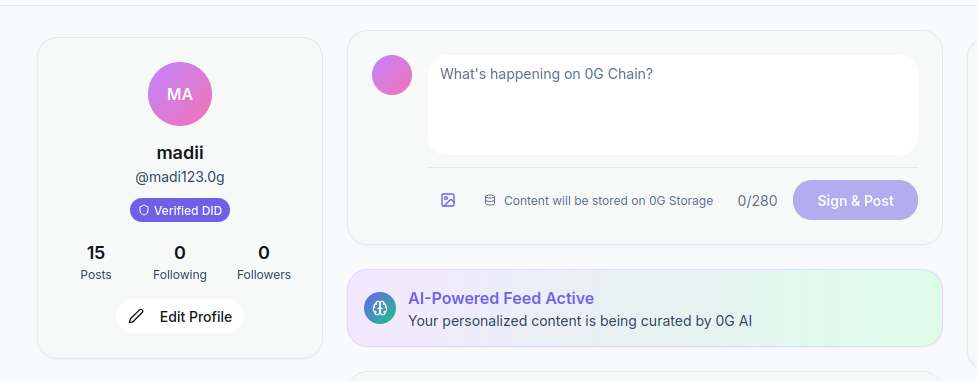 MA
madii
@madi123.0g
Verified DID
15 0 0
Posts Following Followers
Edit Profile
What's happening on 0G Chain?
Content will be stored on 0G Storage 0/280 Sign & Post
AI-Powered Feed Active
Your personalized content is being curated by 0G AI